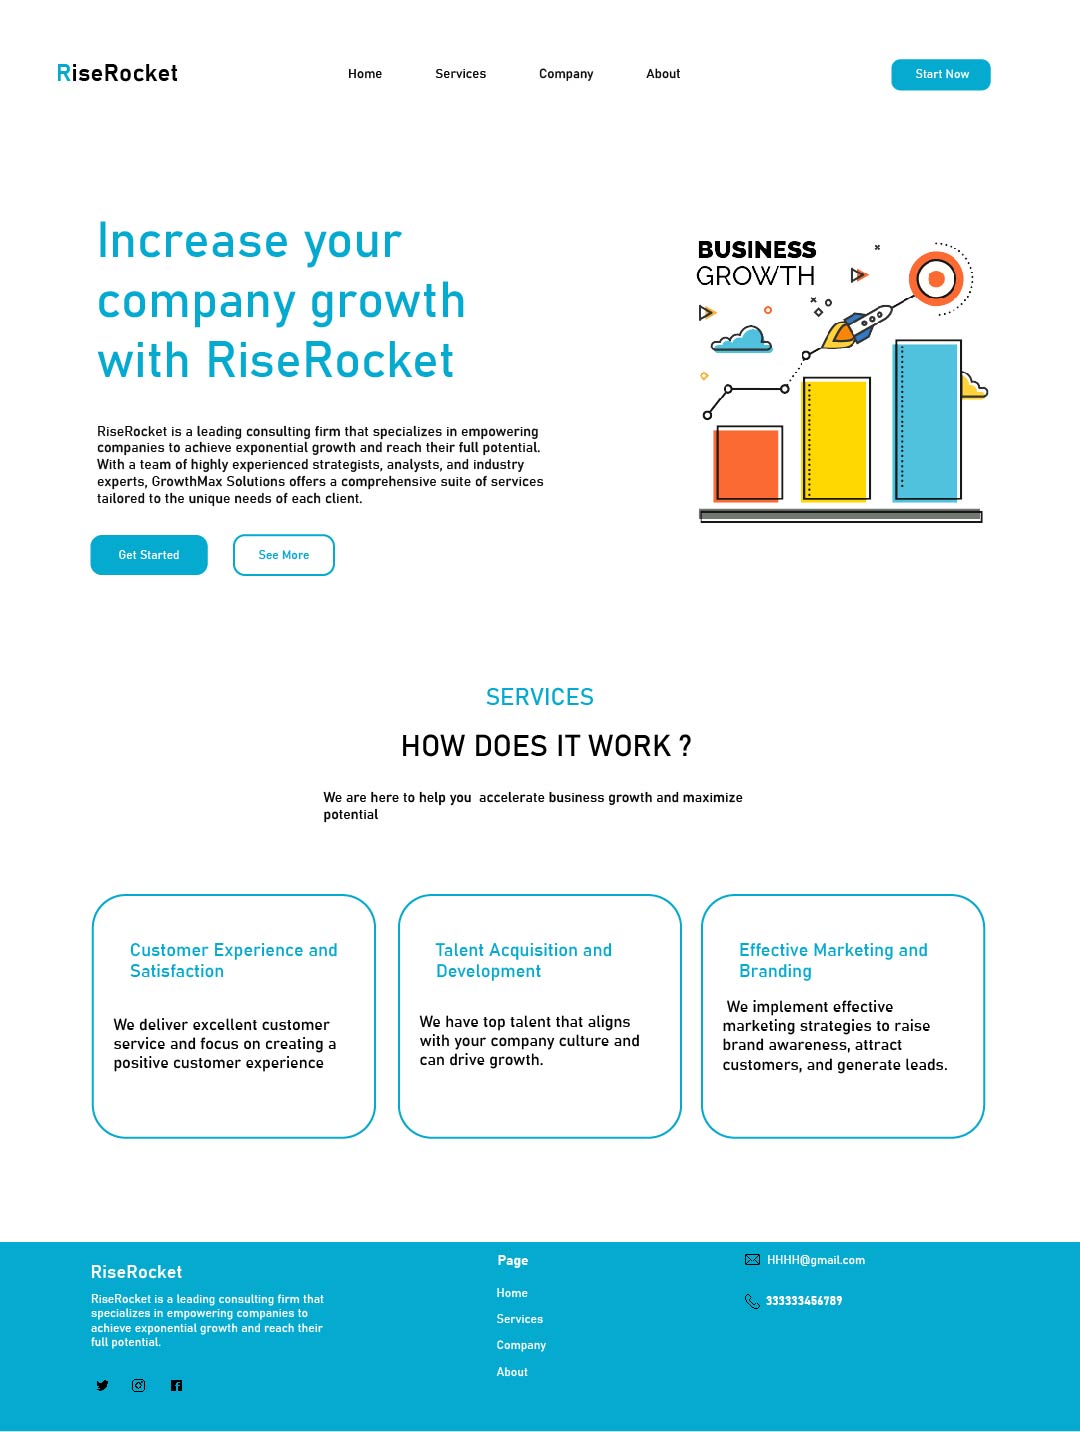 RiseRocket
Home
Services
Company
About
Start Now
Increase your
company growth
with RiseRocket
RiseRocket is a leading consulting firm that specializes in empowering
companies to achieve exponential growth and reach their full potential.
With a team of highly experienced strategists, analysts, and industry
experts, GrowthMax Solutions offers a comprehensive suite of services
tailored to the unique needs of each client.
Get Started
See More
BUSINESS
GROWTH
SERVICES
HOW DOES IT WORK ?
We are here to help you  accelerate business growth and maximize
potential
Customer Experience and
Satisfaction
We deliver excellent customer
service and focus on creating a
positive customer experience
Talent Acquisition and
Development
We have top talent that aligns
with your company culture and
can drive growth.
Effective Marketing and
Branding
We implement effective
marketing strategies to raise
brand awareness, attract
customers, and generate leads.
RiseRocket
RiseRocket is a leading consulting firm that
specializes in empowering companies to
achieve exponential growth and reach their
full potential.
Page
Home
Services
Company
About
HHHH@gmail.com
333333456789